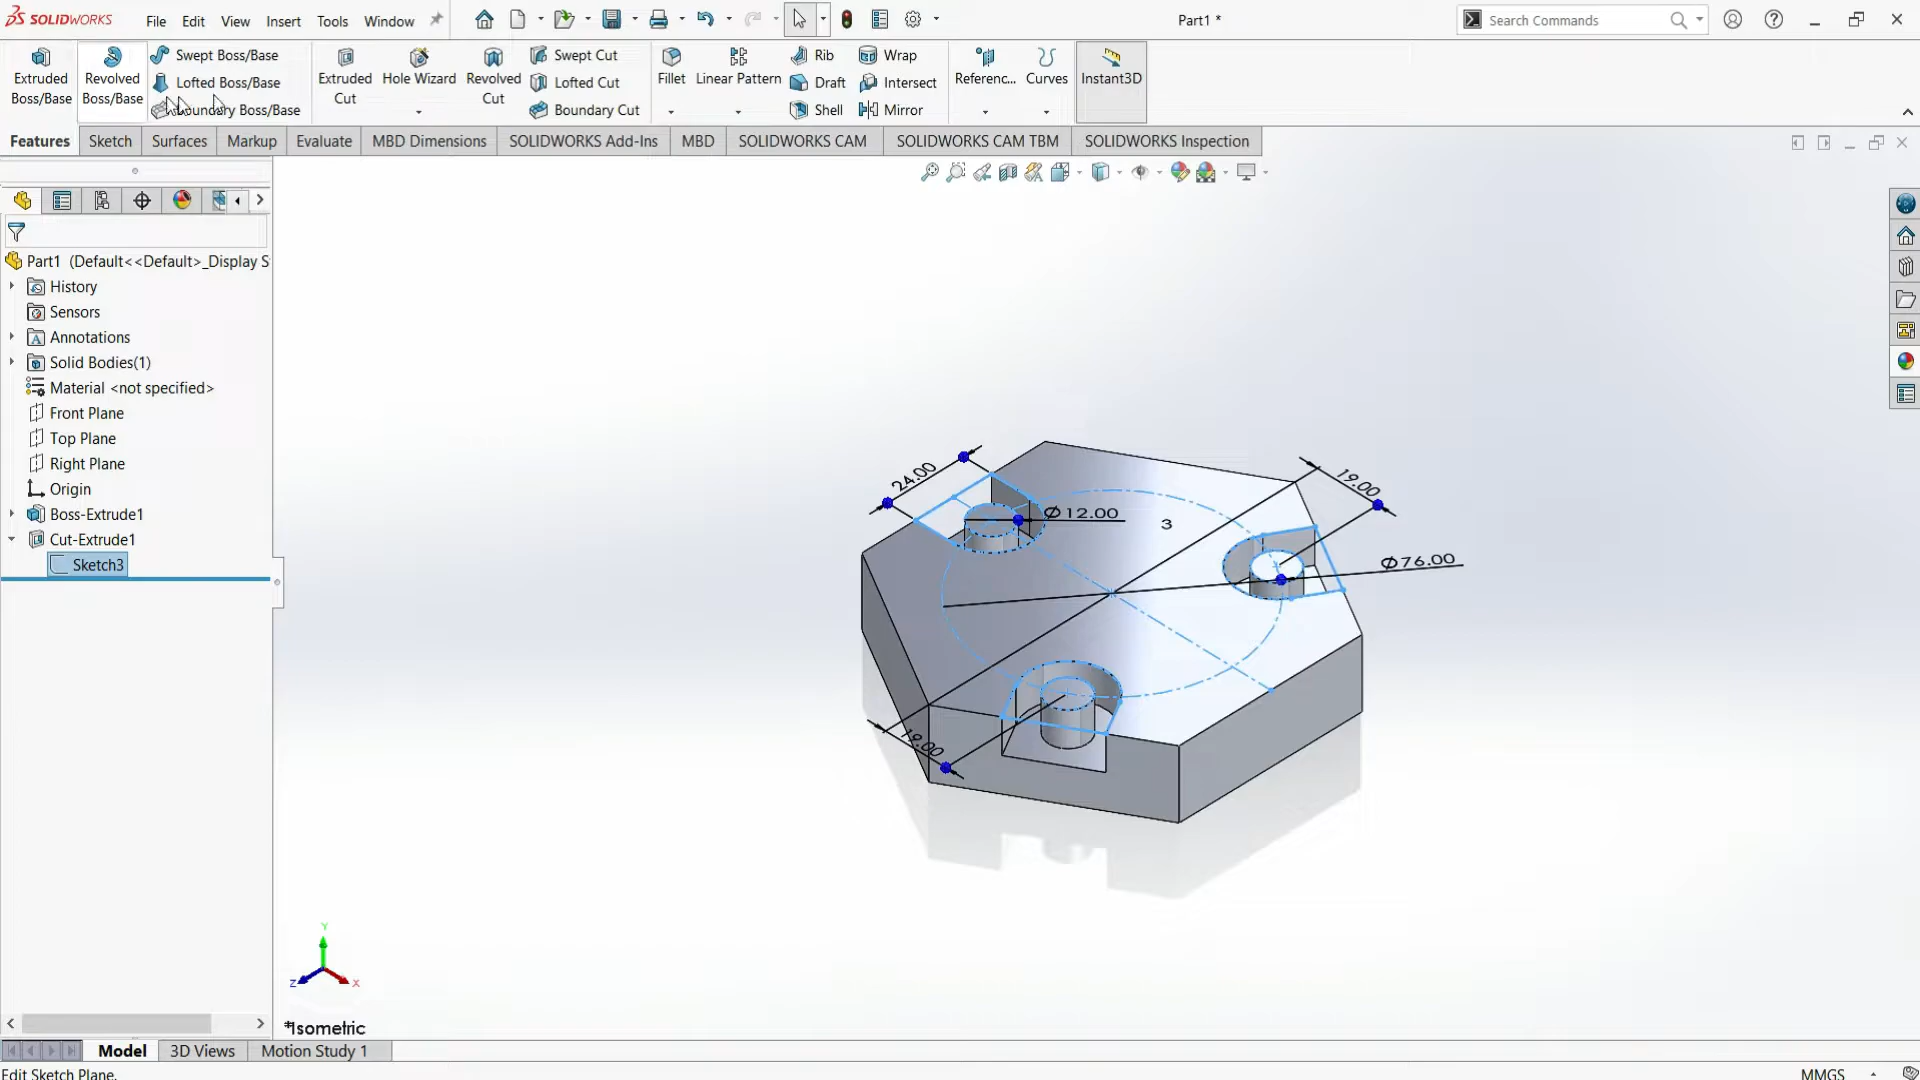 SOLIDWORKS File Edit View Insert Tools Window Part1 * Search Commands
Extruded Boss/Base
Revolved Boss/Base
Swept Boss/Base
Lofted Boss/Base
Boundary Boss/Base
Extruded Cut
Hole Wizard
Revolved Cut
Swept Cut
Lofted Cut
Boundary Cut
Fillet
Linear Pattern
Rib
Draft
Shell
Wrap
Intersect
Mirror
Referenc...
Curves
Instant3D
Features Sketch Surfaces Markup Evaluate MBD Dimensions SOLIDWORKS Add-Ins MBD SOLIDWORKS CAM SOLIDWORKS CAM TBM SOLIDWORKS Inspection
Part1 (Default<<Default>_Display S
History
Sensors
Annotations
Solid Bodies(1)
Material <not specified>
Front Plane
Top Plane
Right Plane
Origin
Boss-Extrude1
Cut-Extrude1
Sketch3
24.00
19.00
Ø12.00
3
Ø76.00
19.00
Y
Z
X
*Isometric
Model 3D Views Motion Study 1
Edit Sketch Plane. MMGS